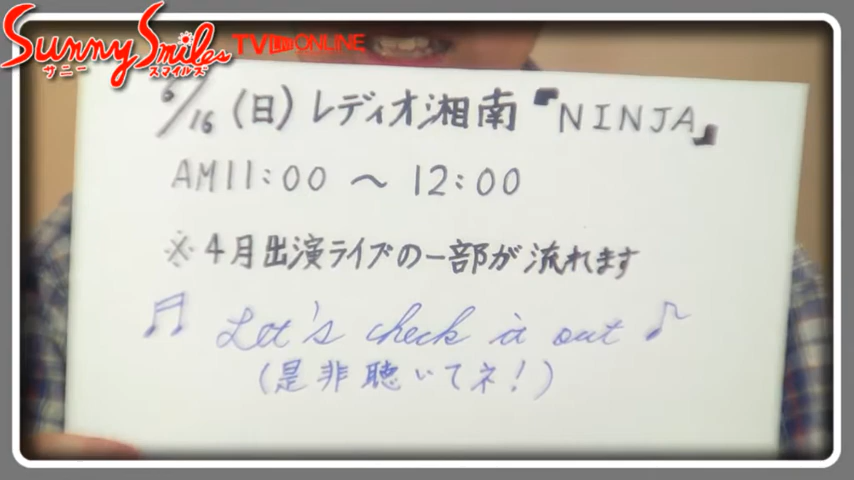 Sunny Smiles
サニー スマイルズ
TV ONLINE
6/16 (日) レディオ湘南『NINJA』
AM11:00 ～ 12:00
※4月出演ライブの一部が流れます
♫ Let's check it out ♪
(是非聴いてネ!)